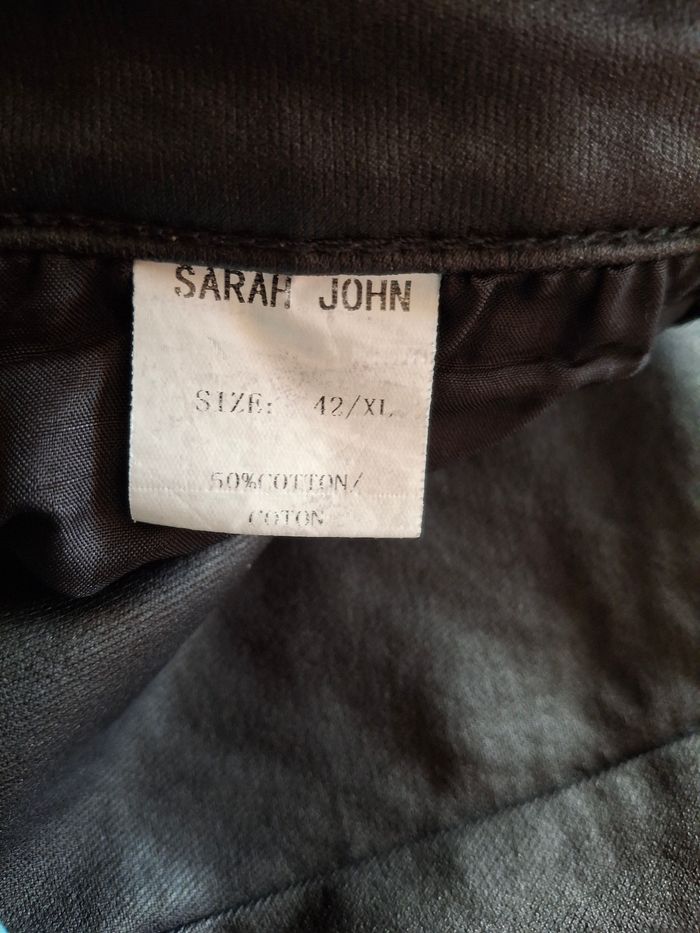 SARAH JOHN
SIZE: 42/XL
50%COTTON/
COTON